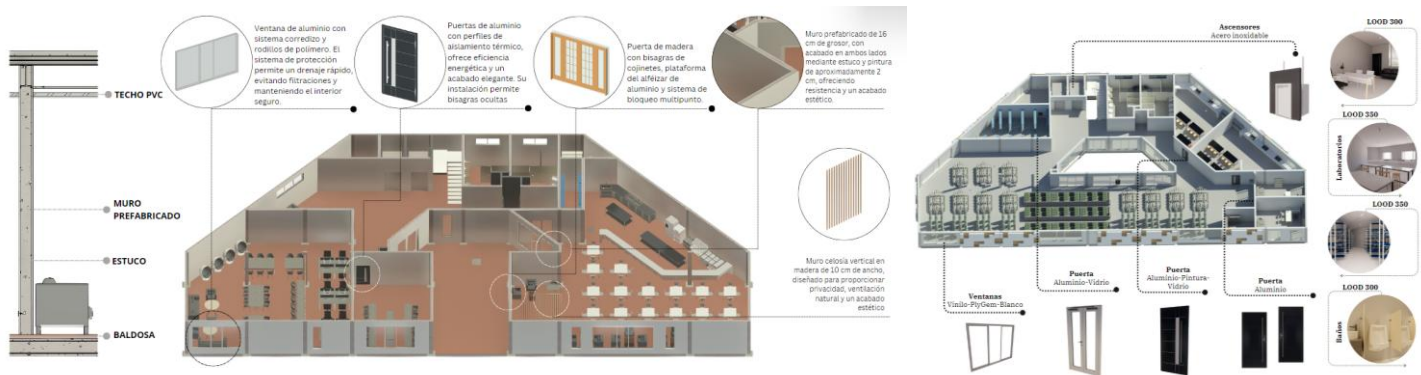 TECHO PVC
MURO
PREFABRICADO
ESTUCO
BALDOSA
Ventana de aluminio con
sistema corredizo y
rodillos de polímero. El
sistema de protección
permite un drenaje rápido,
evitando filtraciones y
manteniendo el interior
seguro.
Puertas de aluminio
con perfiles de
aislamiento térmico,
ofrece eficiencia
energética y un
acabado elegante. Su
instalación permite
bisagras ocultas
Puerta de madera
con bisagras de
cojinetes, plataforma
del alféizar de
aluminio y sistema de
bloqueo multipunto.
Muro prefabricado de 16
cm de grosor, con
acabado en ambos lados
mediante estuco y pintura
de aproximadamente 2
cm, ofreciendo
resistencia y un acabado
estético.
Muro celosía vertical en
madera de 10 cm de ancho,
diseñado para proporcionar
privacidad, ventilación
natural y un acabado
estético
Ascensores
Acero inoxidable
Ventanas
Vinilo-PlyGem-Blanco
Puerta
Aluminio-Vidrio
Puerta
Aluminio-Pintura-
Vidrio
Puerta
Aluminio
LOOD 300
LOOD 350
Laboratorios
LOOD 350
LOOD 300
Baños